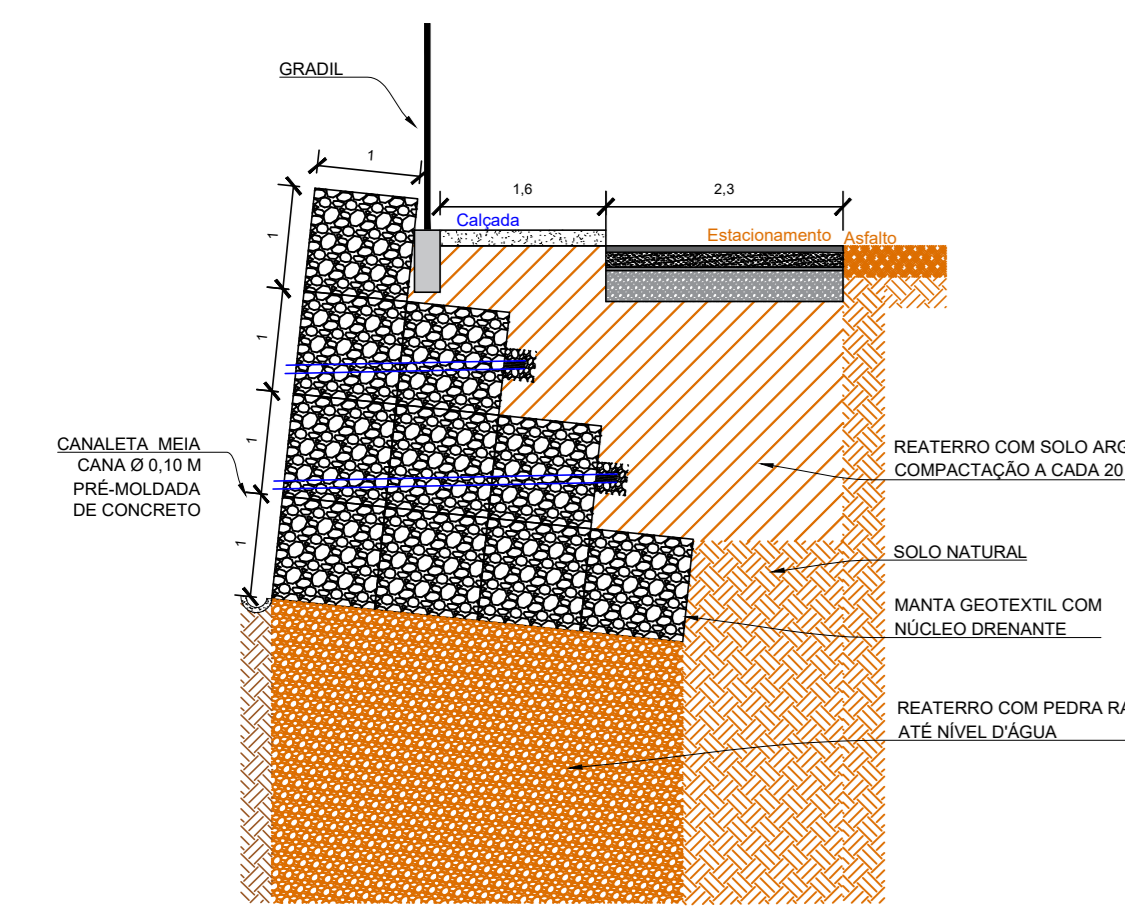 GRADIL
1
1,6
2,3
Calçada
Estacionamento
Asfalto
1
1
1
1
CANALETA MEIA
CANA Ø 0,10 M
PRÉ-MOLDADA
DE CONCRETO
REATERRO COM SOLO ARG
COMPACTAÇÃO A CADA 20
SOLO NATURAL
MANTA GEOTEXTIL COM
NÚCLEO DRENANTE
REATERRO COM PEDRA RA
ATÉ NÍVEL D'ÁGUA